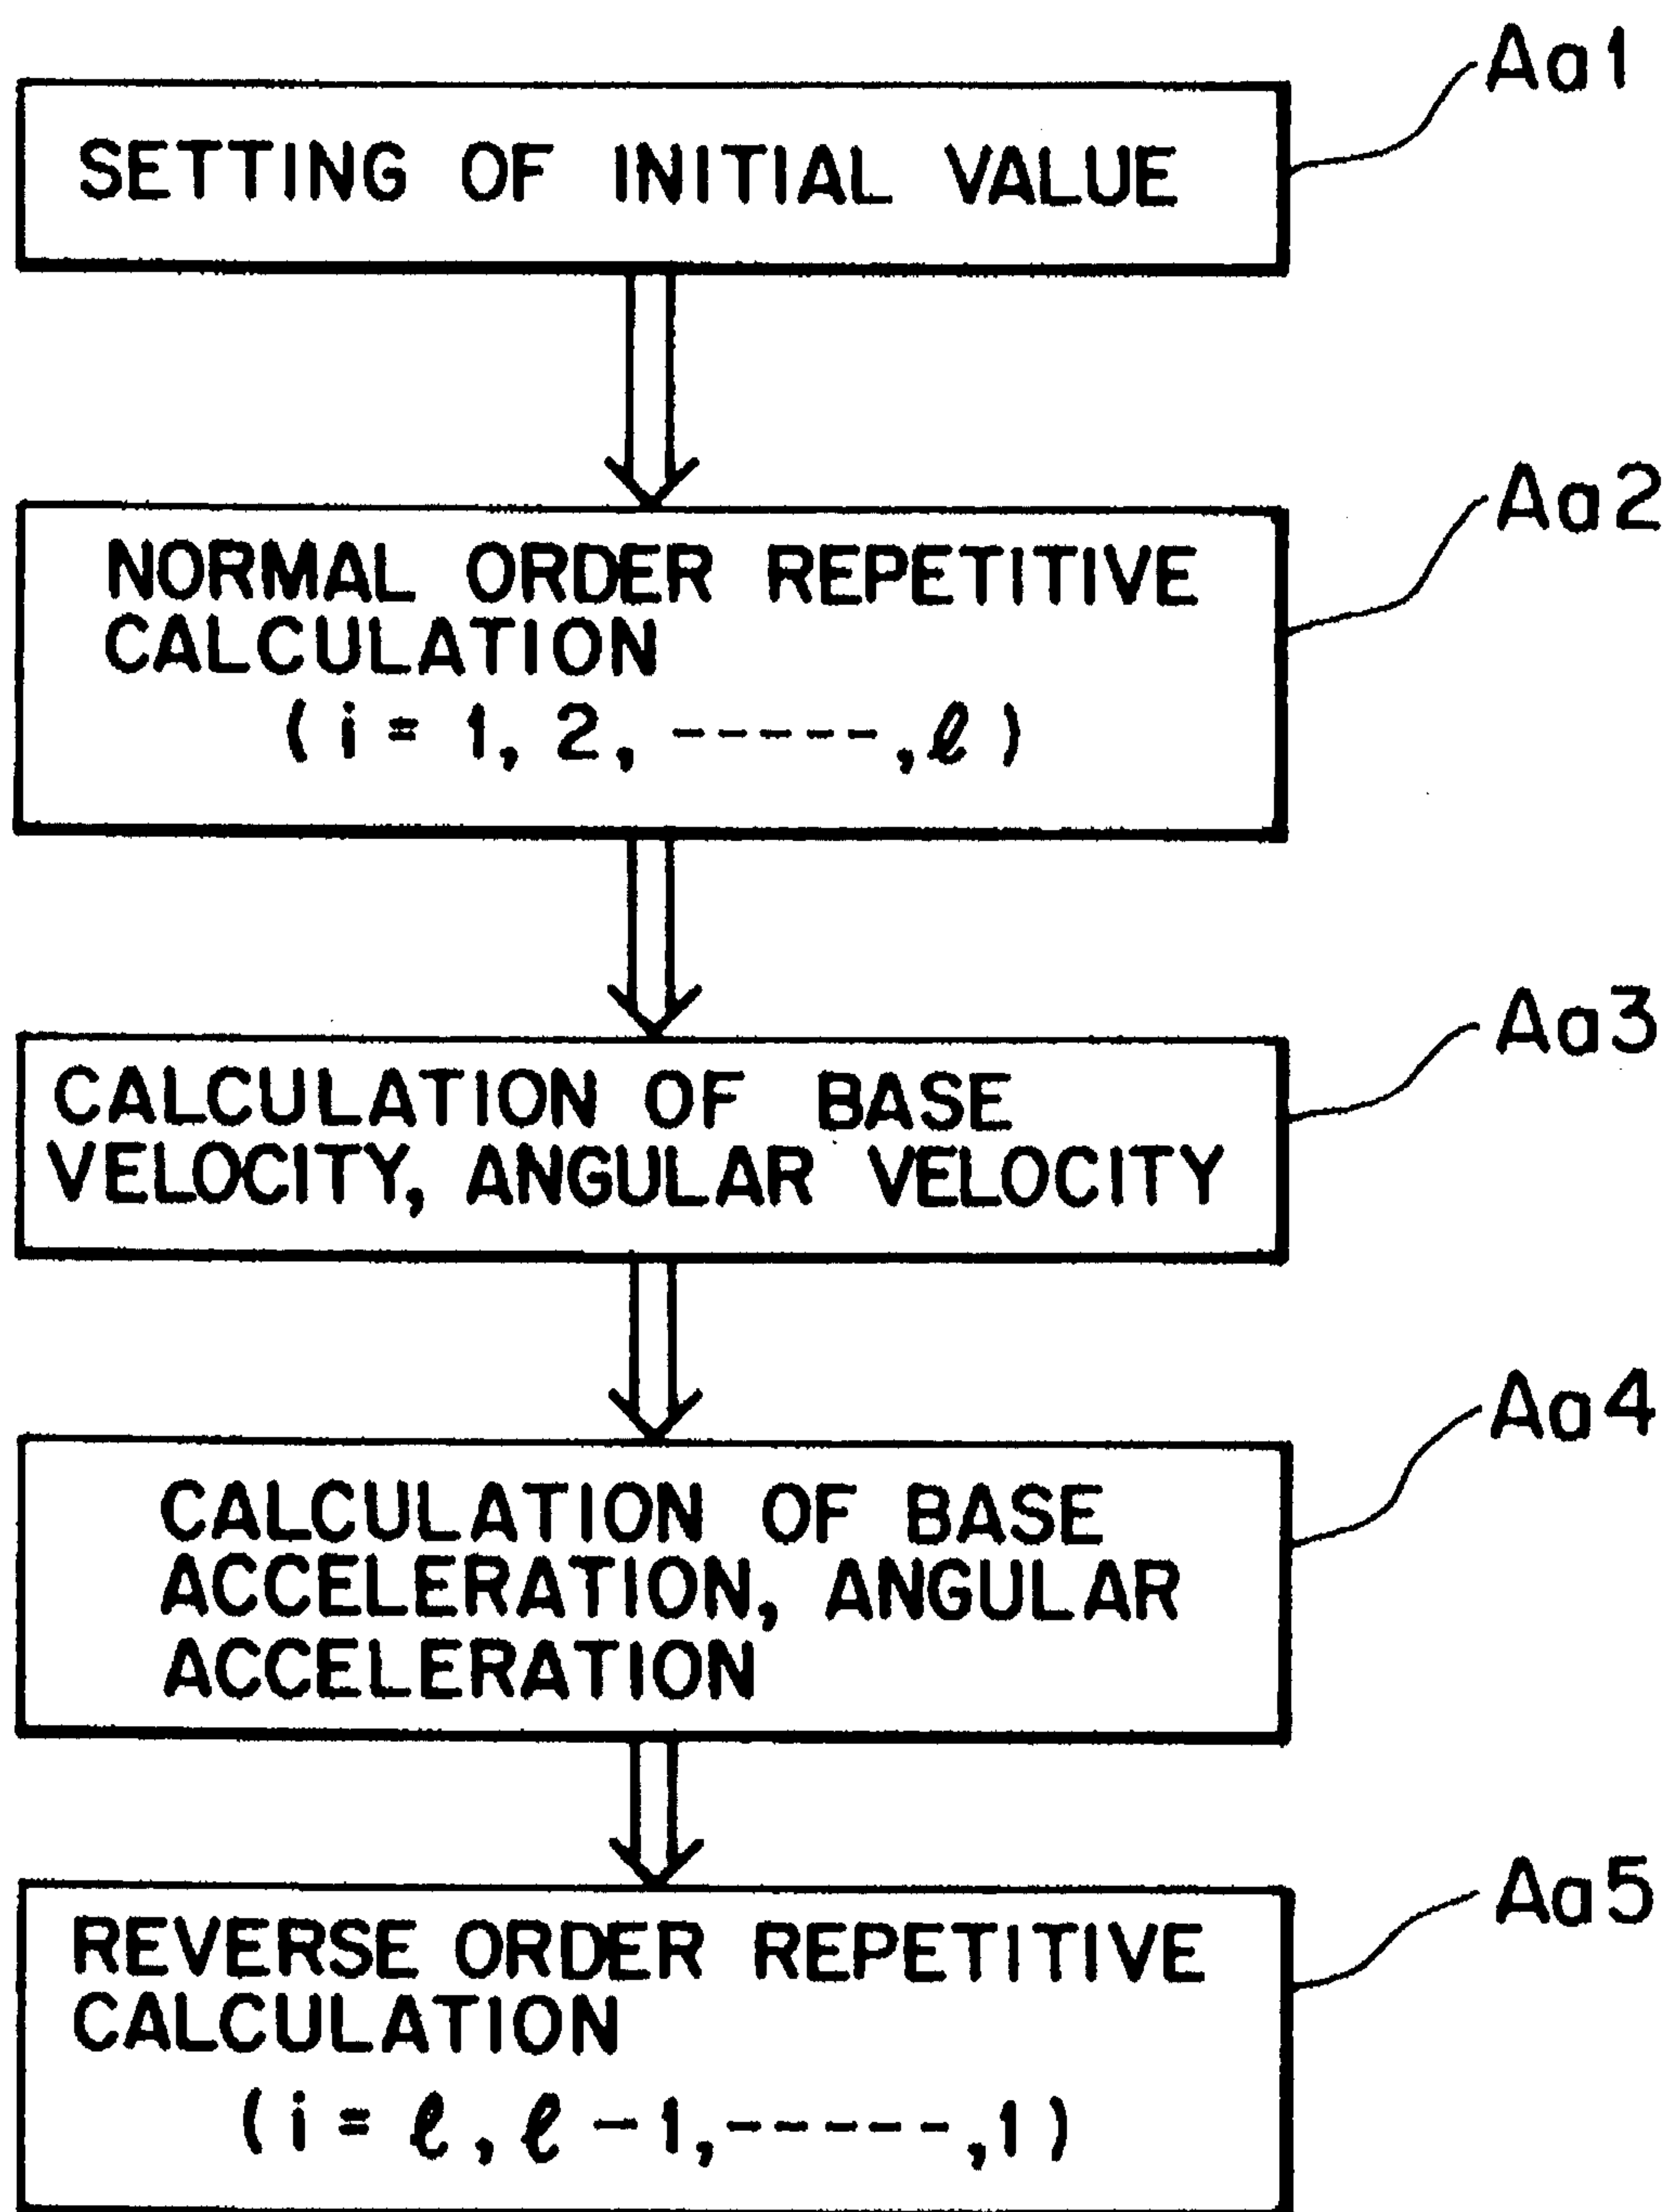 Aa1
SETTING OF INITIAL VALUE
Aa2
NORMAL ORDER REPETITIVE
CALCULATION
( i = 1, 2, ----- ,ℓ )
Aa3
CALCULATION OF BASE
VELOCITY, ANGULAR VELOCITY
Aa4
CALCULATION OF BASE
ACCELERATION, ANGULAR
ACCELERATION
Aa5
REVERSE ORDER REPETITIVE
CALCULATION
( i = ℓ , ℓ - 1, ----- ,1 )